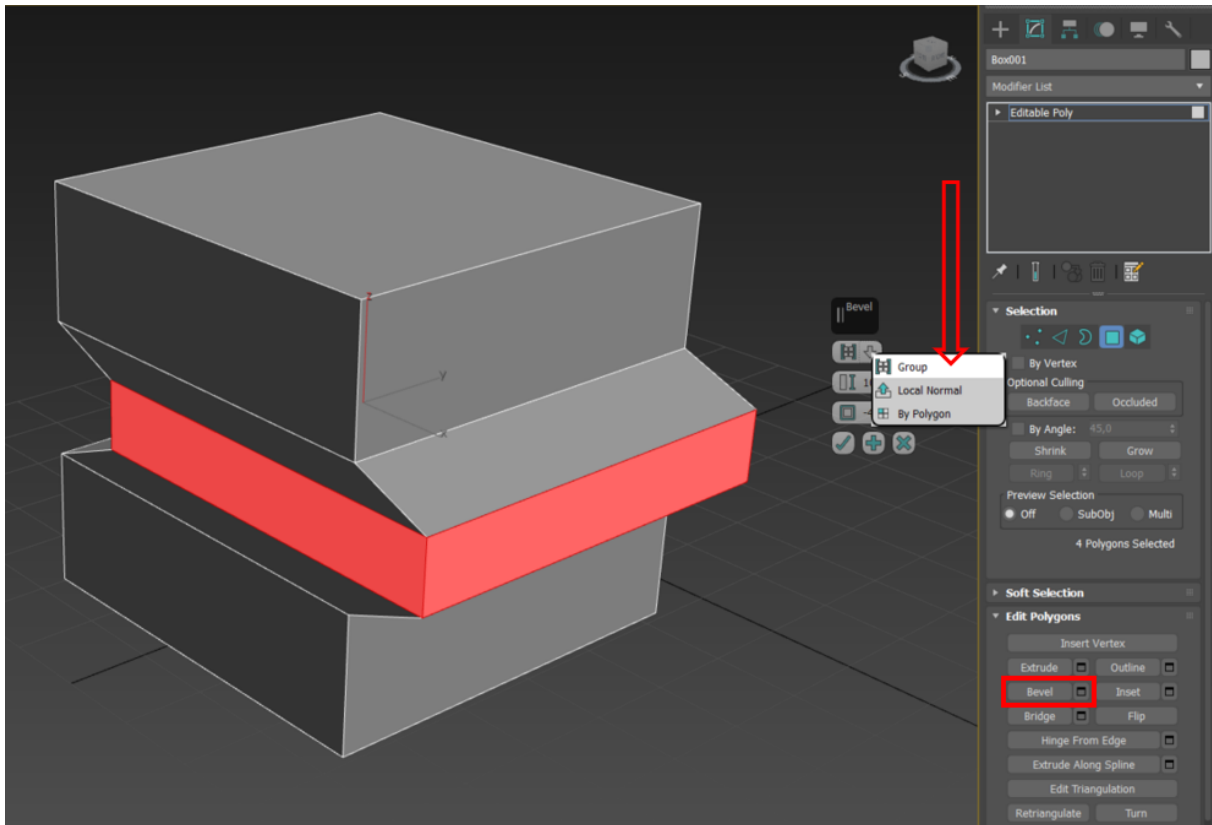 Box001
Modifier List
Editable Poly
z
y
x
Bevel
Group
Local Normal
By Polygon
Selection
By Vertex
Optional Culling
Backface Occluded
By Angle: 45,0
Shrink Grow
Ring Loop
Preview Selection
Off SubObj Multi
4 Polygons Selected
Soft Selection
Edit Polygons
Insert Vertex
Extrude Outline
Bevel Inset
Bridge Flip
Hinge From Edge
Extrude Along Spline
Edit Triangulation
Retriangulate Turn